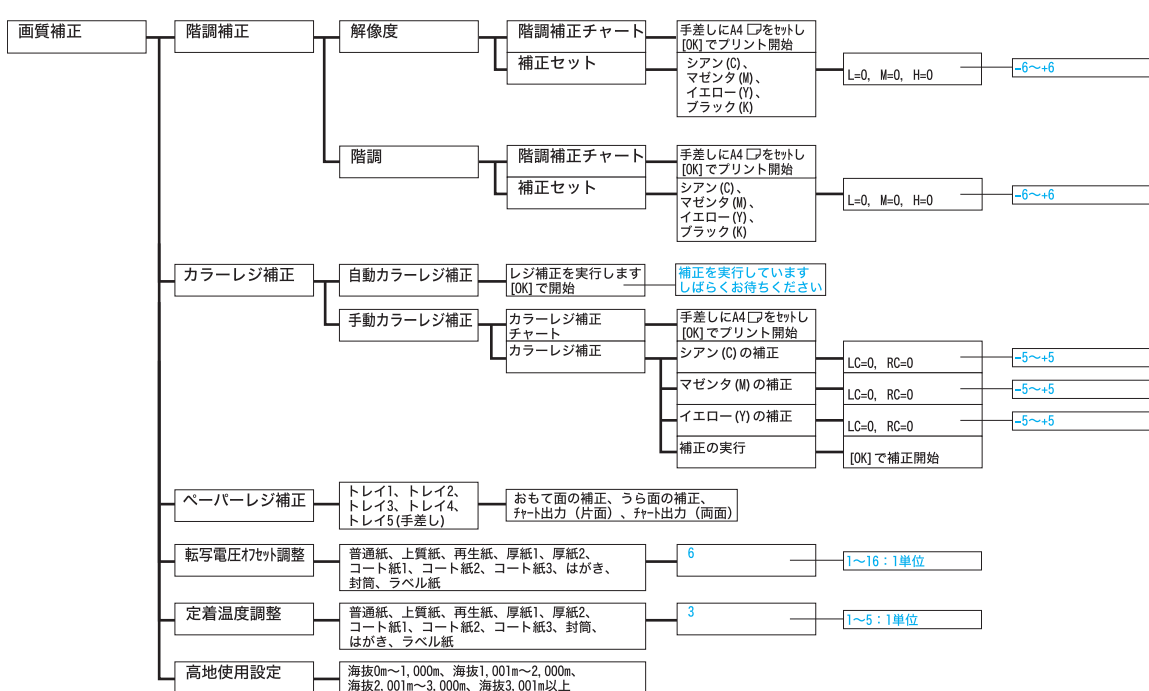 画質補正
階調補正
解像度
階調補正チャート
手差しにA4 をセットし
[OK]でプリント開始
補正セット
シアン(C)、
マゼンタ(M)、
イエロー(Y)、
ブラック(K)
L=0, M=0, H=0
-6～+6
階調
階調補正チャート
手差しにA4 をセットし
[OK]でプリント開始
補正セット
シアン(C)、
マゼンタ(M)、
イエロー(Y)、
ブラック(K)
L=0, M=0, H=0
-6～+6
カラーレジ補正
自動カラーレジ補正
レジ補正を実行します
[OK]で開始
補正を実行しています
しばらくお待ちください
手動カラーレジ補正
カラーレジ補正
チャート
手差しにA4 をセットし
[OK]でプリント開始
カラーレジ補正
シアン(C)の補正
LC=0, RC=0
-5～+5
マゼンタ(M)の補正
LC=0, RC=0
-5～+5
イエロー(Y)の補正
LC=0, RC=0
-5～+5
補正の実行
[OK]で補正開始
ペーパーレジ補正
トレイ1、トレイ2、
トレイ3、トレイ4、
トレイ5(手差し)
おもて面の補正、うら面の補正、
チャート出力（片面）、チャート出力（両面）
転写電圧オフセット調整
普通紙、上質紙、再生紙、厚紙1、厚紙2、
コート紙1、コート紙2、コート紙3、はがき、
封筒、ラベル紙
6
1～16：1単位
定着温度調整
普通紙、上質紙、再生紙、厚紙1、厚紙2、
コート紙1、コート紙2、コート紙3、封筒、
はがき、ラベル紙
3
1～5：1単位
高地使用設定
海抜0m～1,000m、海抜1,001m～2,000m、
海抜2,001m～3,000m、海抜3,001m以上